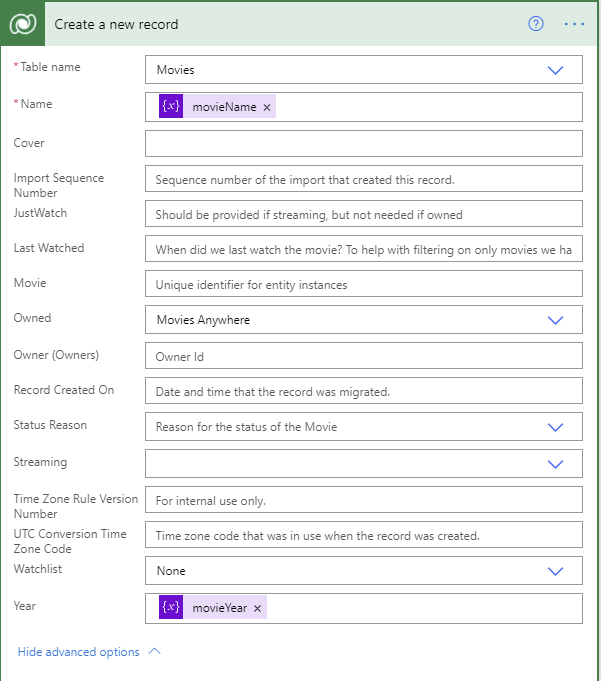 Create a new record
* Table name
Movies
* Name
{x} movieName ×
Cover
Import Sequence
Number
Sequence number of the import that created this record.
JustWatch
Should be provided if streaming, but not needed if owned
Last Watched
When did we last watch the movie? To help with filtering on only movies we ha
Movie
Unique identifier for entity instances
Owned
Movies Anywhere
Owner (Owners)
Owner Id
Record Created On
Date and time that the record was migrated.
Status Reason
Reason for the status of the Movie
Streaming
Time Zone Rule Version
Number
For internal use only.
UTC Conversion Time
Zone Code
Time zone code that was in use when the record was created.
Watchlist
None
Year
{x} movieYear ×
Hide advanced options